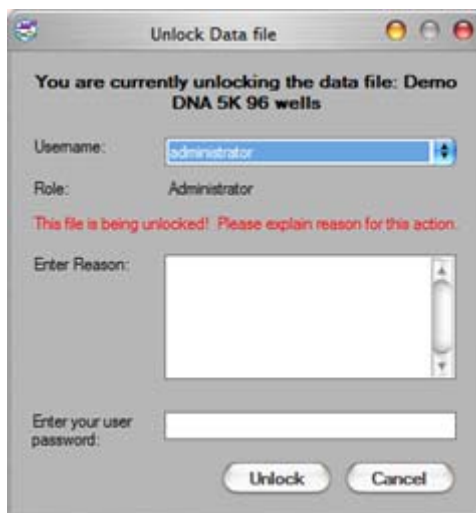 Unlock Data file
You are currently unlocking the data file: Demo
DNA 5K 96 wells
Username:
administrator
Role:
Administrator
This file is being unlocked! Please explain reason for this action.
Enter Reason:
Enter your user
password:
Unlock
Cancel